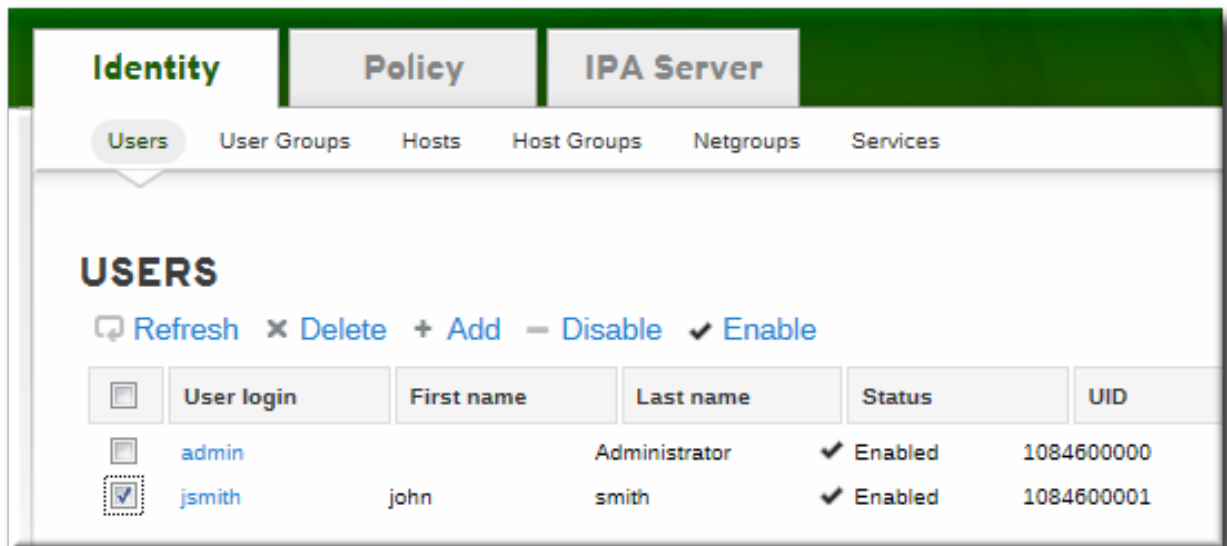 Identity Policy IPA Server
Users User Groups Hosts Host Groups Netgroups Services
USERS
Refresh Delete Add Disable Enable
User login First name Last name Status UID
admin Administrator Enabled 1084600000
jsmith john smith Enabled 1084600001